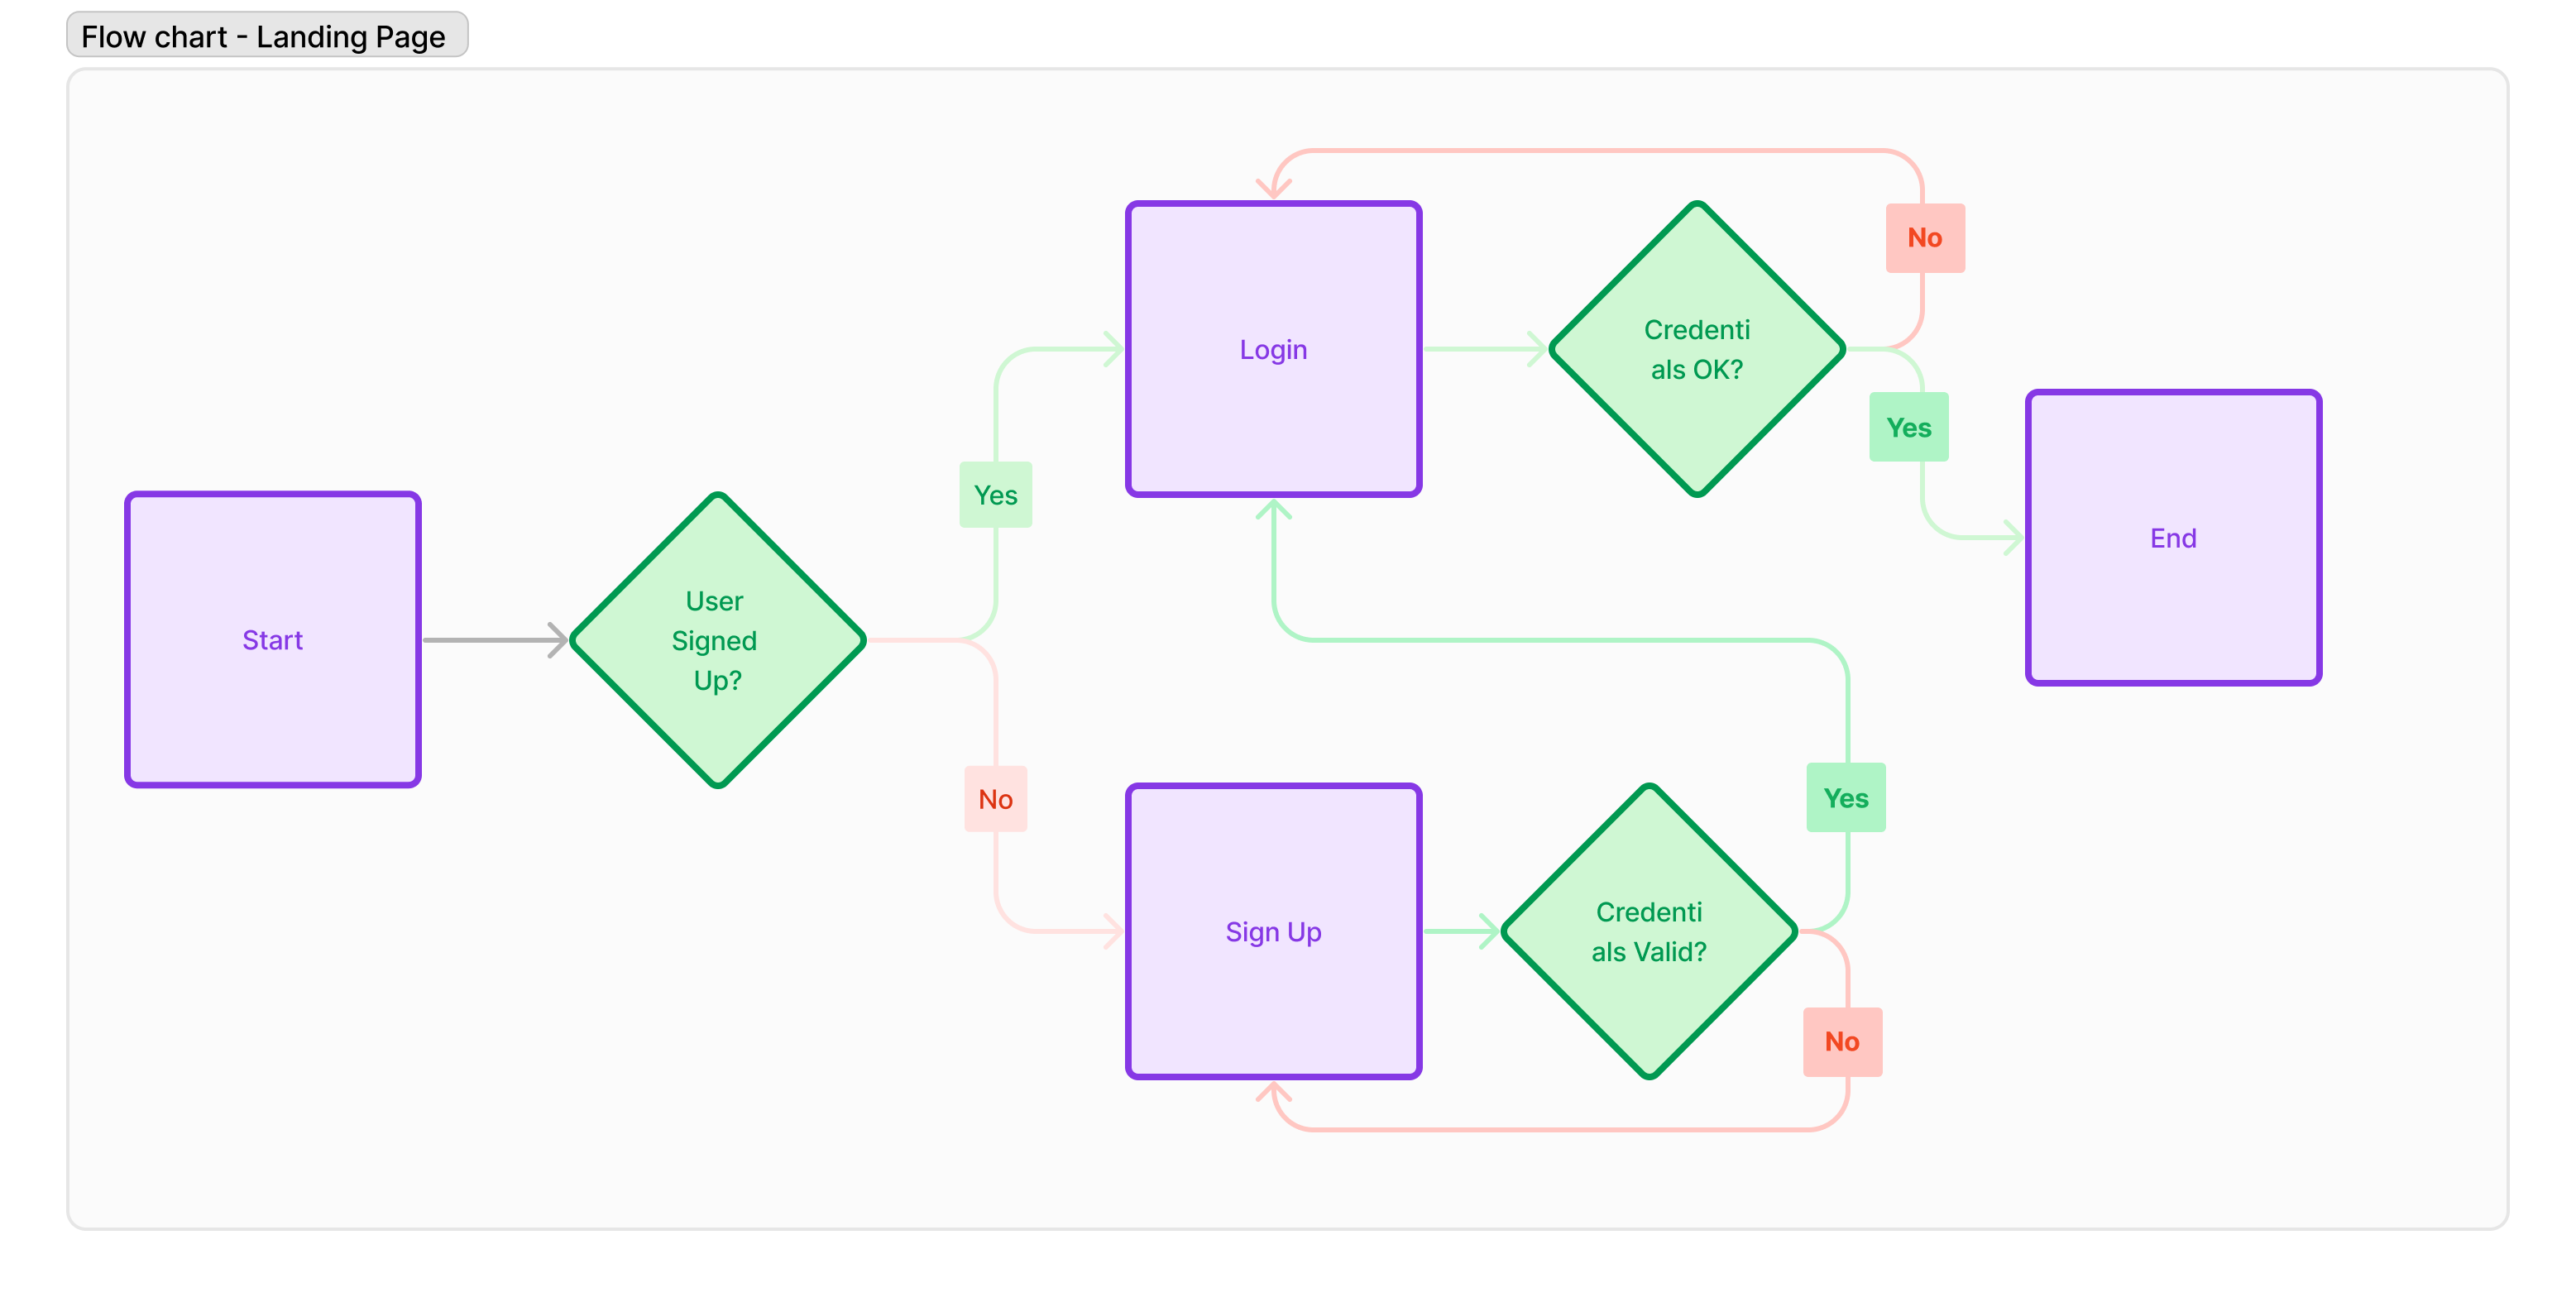 Flow chart - Landing Page
Start
User
Signed
Up?
Yes
No
Login
Credenti
als OK?
No
Yes
End
Sign Up
Credenti
als Valid?
Yes
No